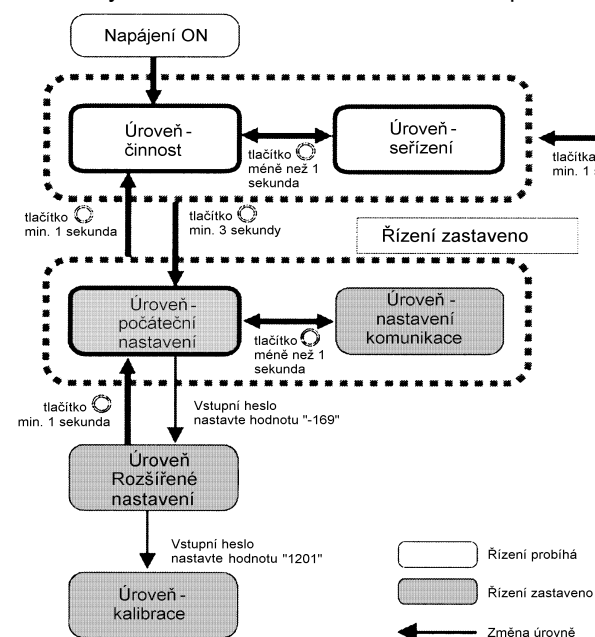 Napájení ON
Úroveň -
činnost
tlačítko
méně než 1
sekunda
Úroveň -
seřízení
tlačítka
min. 1
tlačítko
min. 1 sekunda
tlačítko
min. 3 sekundy
Řízení zastaveno
Úroveň -
počáteční
nastavení
tlačítko
méně než 1
sekunda
Úroveň -
nastavení
komunikace
tlačítko
min. 1 sekunda
Vstupní heslo
nastavte hodnotu "-169"
Úroveň
Rozšířené
nastavení
Vstupní heslo
nastavte hodnotu "1201"
Úroveň -
kalibrace
Řízení probíhá
Řízení zastaveno
Změna úrovně